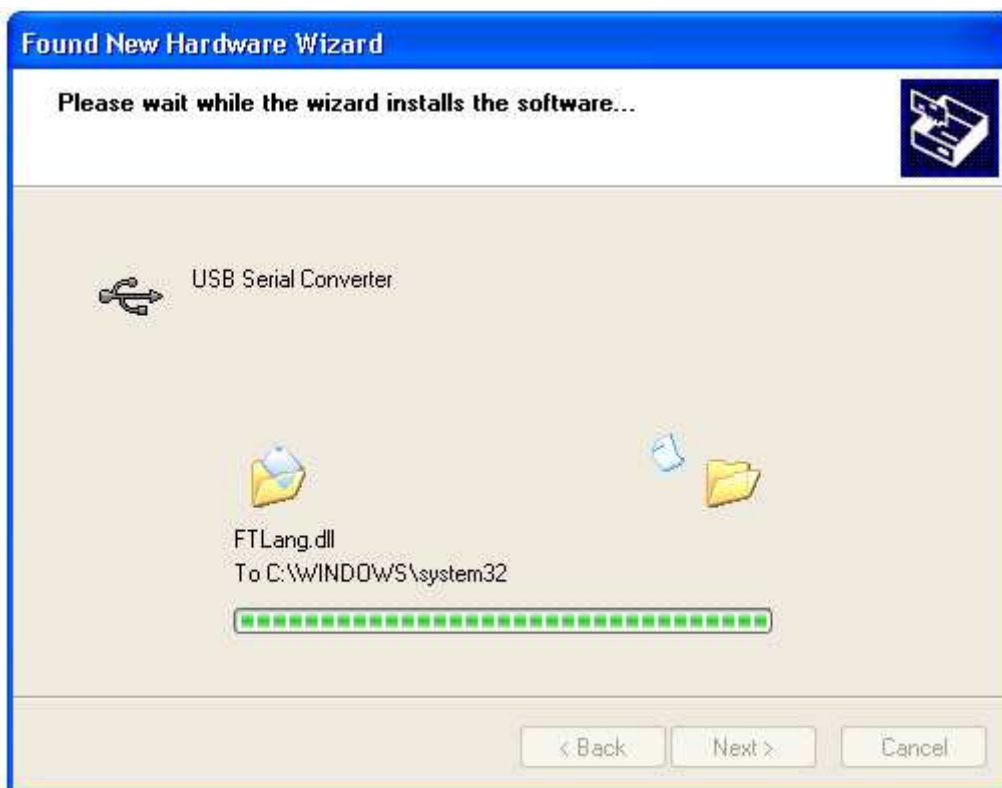 Found New Hardware Wizard
Please wait while the wizard installs the software...
USB Serial Converter
FTLang.dll
To C:\WINDOWS\system32
< Back Next > Cancel